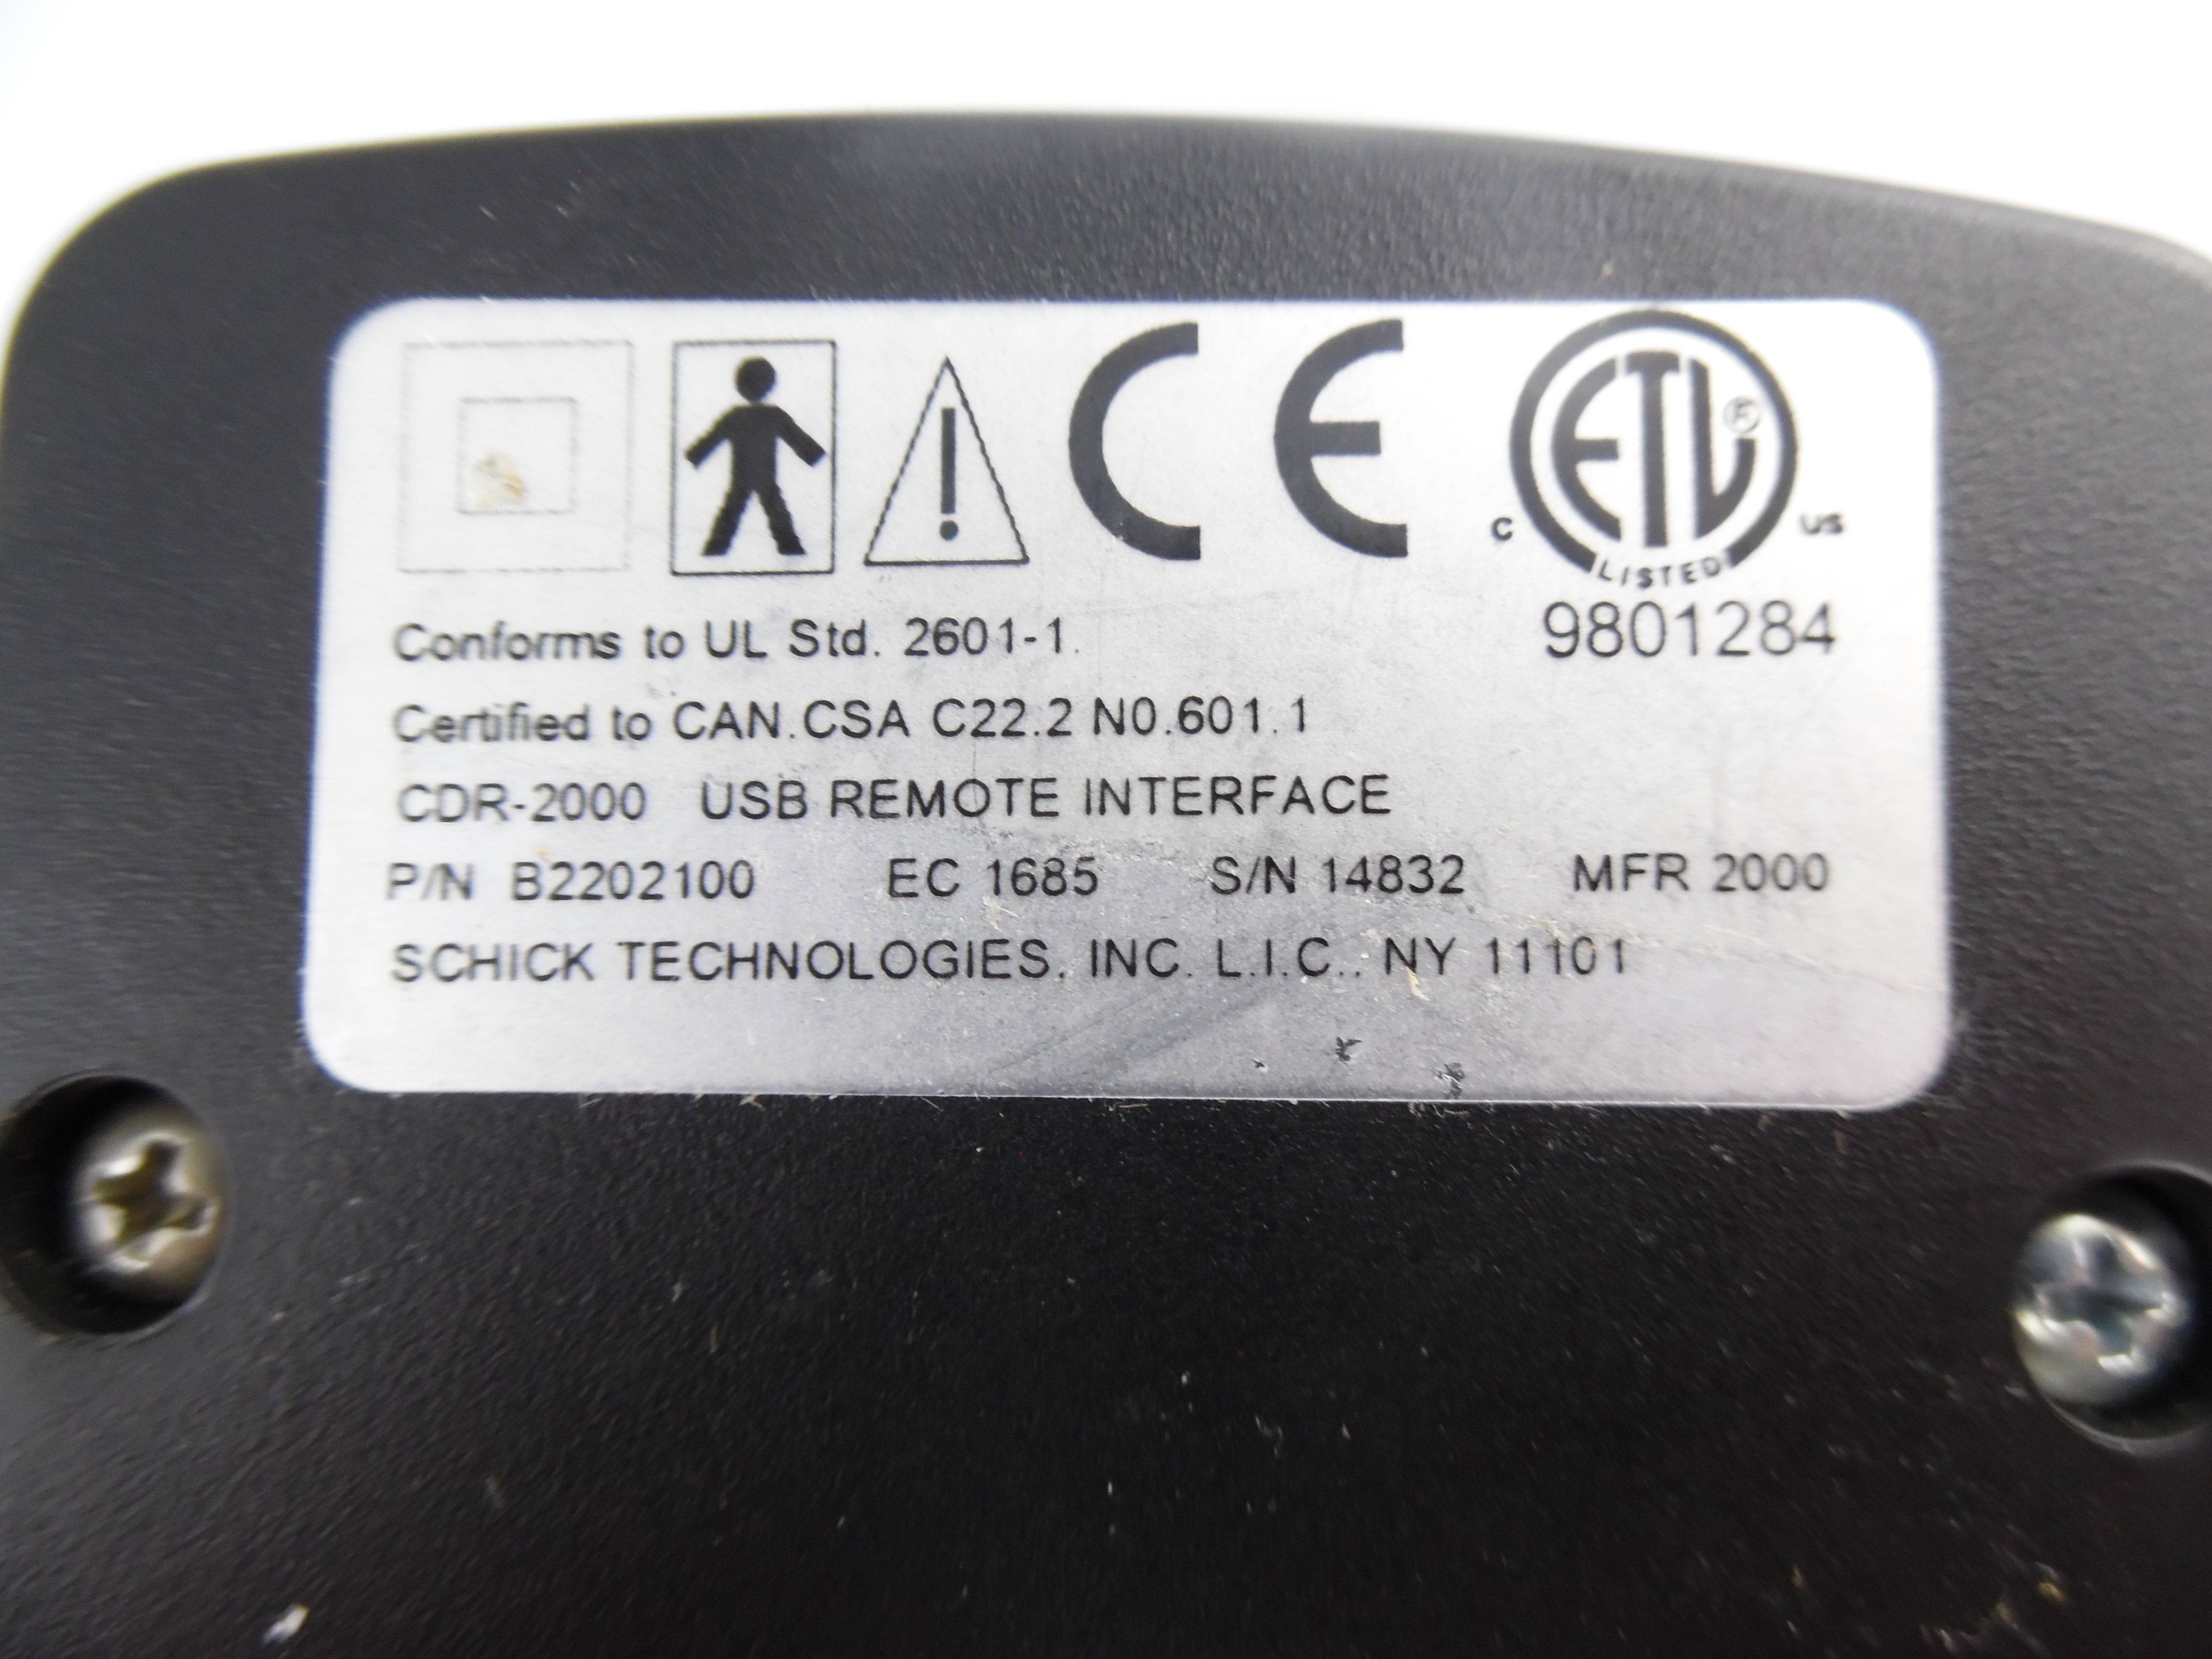 CE
ETL ®
C US
LISTED
9801284
Conforms to UL Std. 2601-1.
Certified to CAN.CSA C22.2 N0.601.1
CDR-2000 USB REMOTE INTERFACE
P/N B2202100 EC 1685 S/N 14832 MFR 2000
SCHICK TECHNOLOGIES, INC. L.I.C., NY 11101